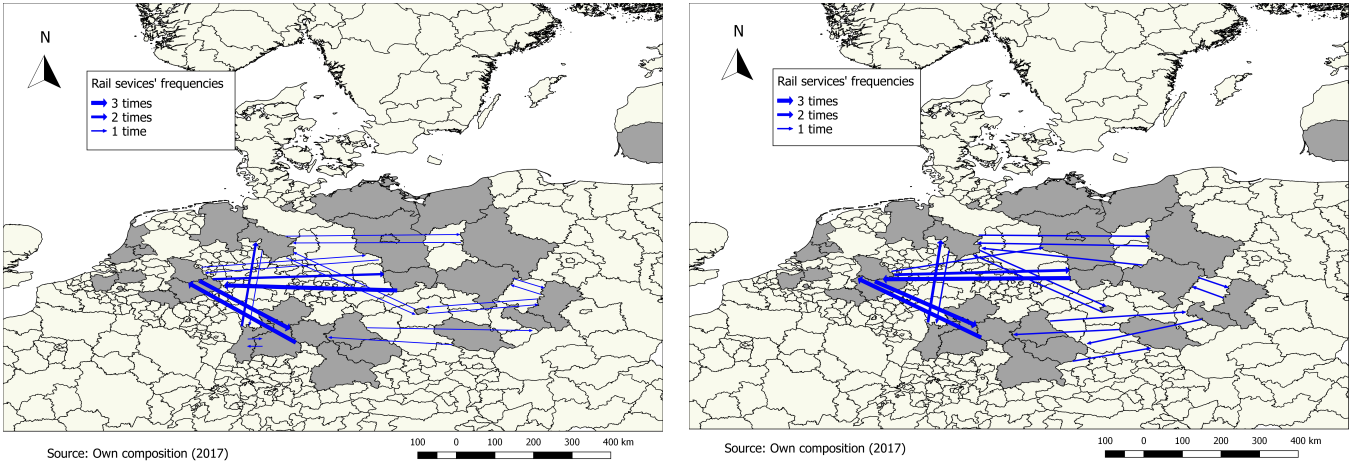 N
Rail sevices' frequencies
3 times
2 times
1 time
100 0 100 200 300 400 km
Source: Own composition (2017)
N
Rail services' frequencies
3 times
2 times
1 time
100 0 100 200 300 400 km
Source: Own composition (2017)